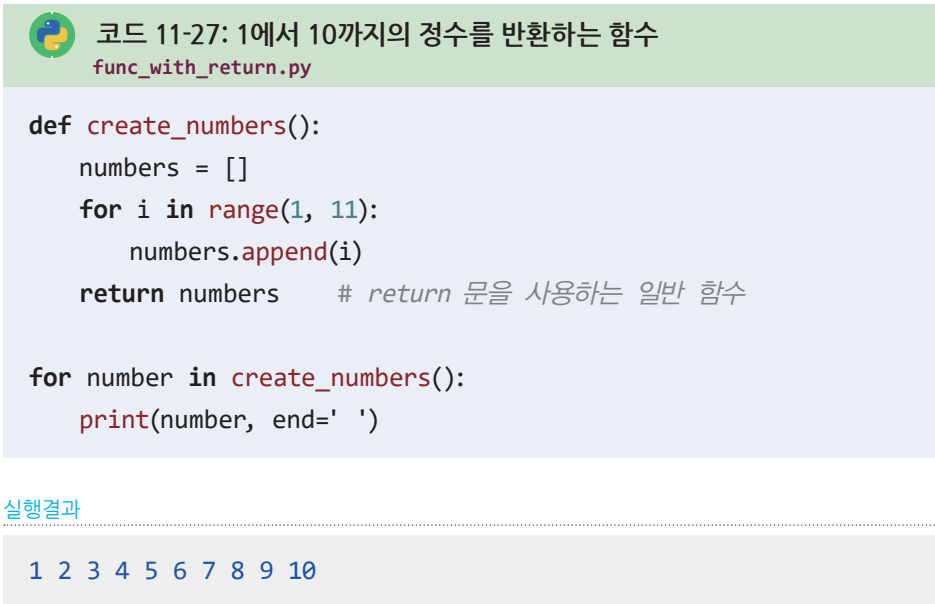 코드 11-27: 1에서 10까지의 정수를 반환하는 함수
func_with_return.py
def create_numbers():
    numbers = []
    for i in range(1, 11):
        numbers.append(i)
    return numbers    # return 문을 사용하는 일반 함수
for number in create_numbers():
    print(number, end=' ')
실행결과
1 2 3 4 5 6 7 8 9 10